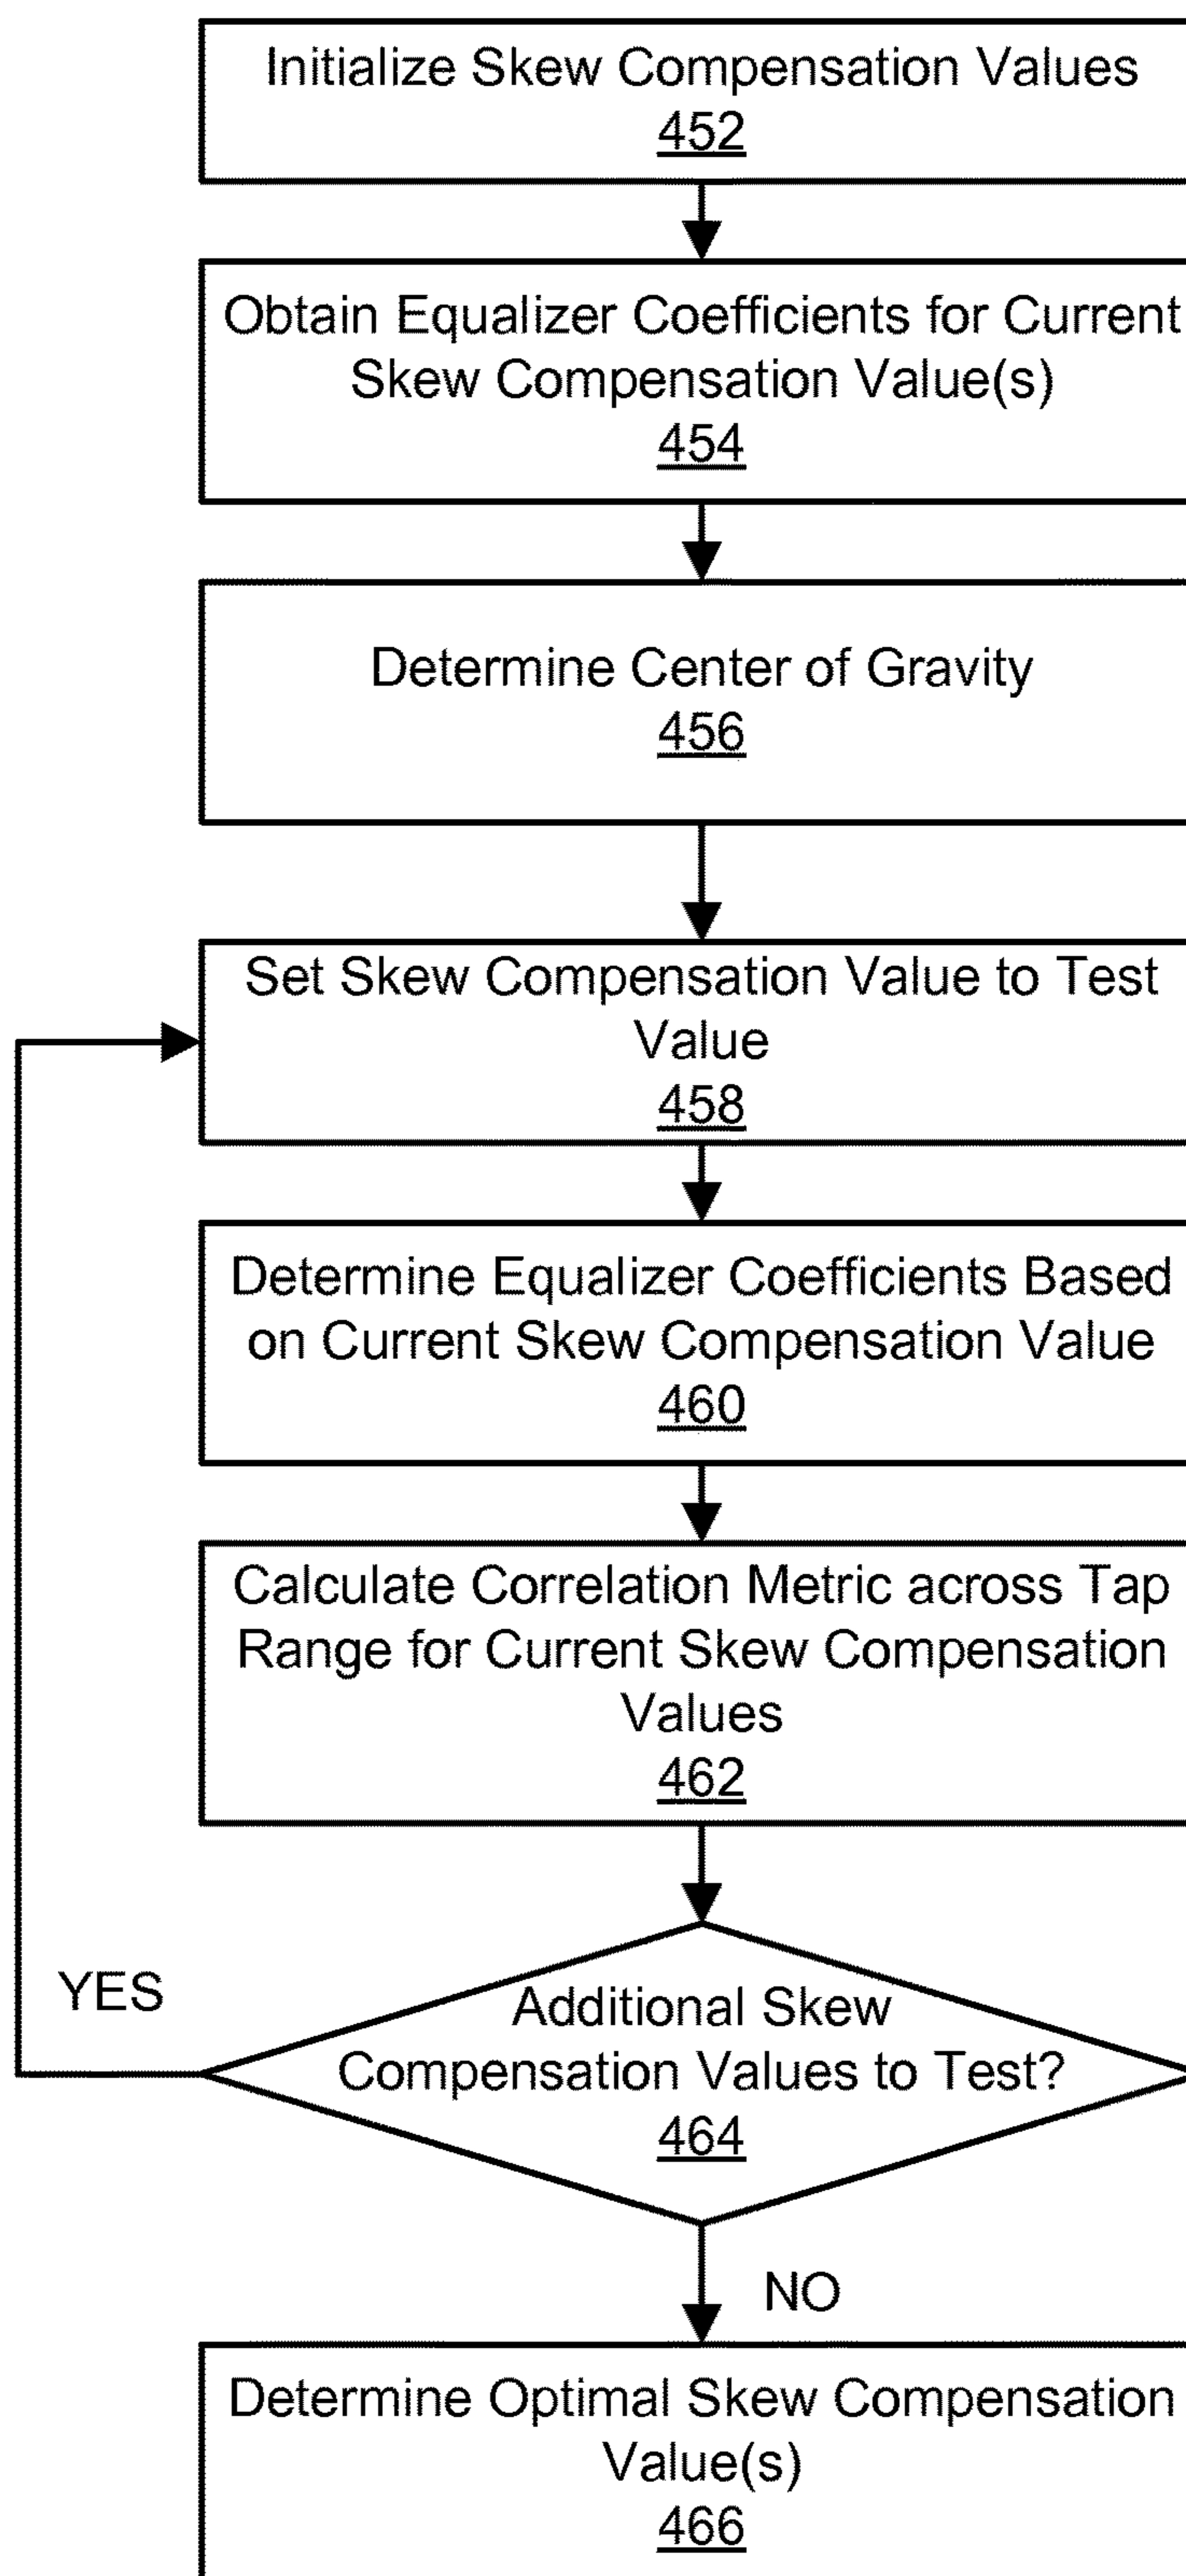 Initialize Skew Compensation Values
452
Obtain Equalizer Coefficients for Current
Skew Compensation Value(s)
454
Determine Center of Gravity
456
Set Skew Compensation Value to Test
Value
458
Determine Equalizer Coefficients Based
on Current Skew Compensation Value
460
Calculate Correlation Metric across Tap
Range for Current Skew Compensation
Values
462
YES
Additional Skew
Compensation Values to Test?
464
NO
Determine Optimal Skew Compensation
Value(s)
466